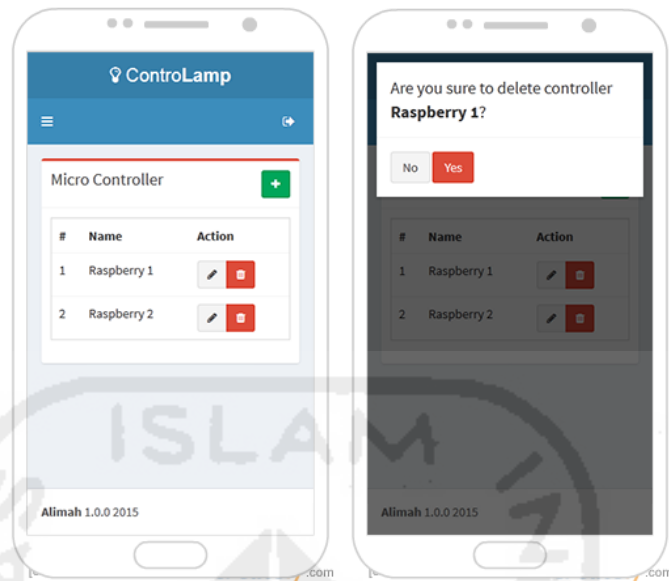 ControLamp
Micro Controller
# Name Action
1 Raspberry 1
2 Raspberry 2
Alimah 1.0.0 2015
Are you sure to delete controller
Raspberry 1?
No Yes
# Name Action
1 Raspberry 1
2 Raspberry 2
Alimah 1.0.0 2015
ISLAM
.com
.com